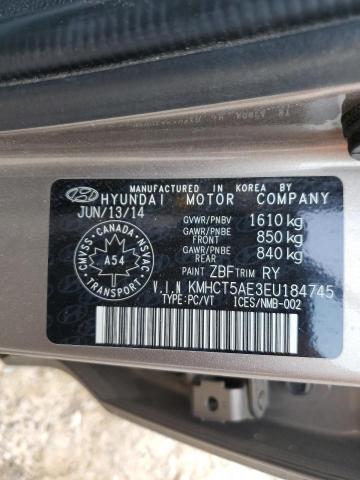 MANUFACTURED IN KOREA BY
HYUNDAI MOTOR COMPANY
JUN/13/14
GVWR/PNBV 1610 kg
GAWR/PNBE FRONT 850 kg
GAWR/PNBE REAR 840 kg
CMVSS·CANADA·NSVAC
A54
TRANSPORT
PAINT ZBF TRIM RY
V.I.N KMHCT5AE3EU184745
TYPE:PC/VT ICES/NMB-002